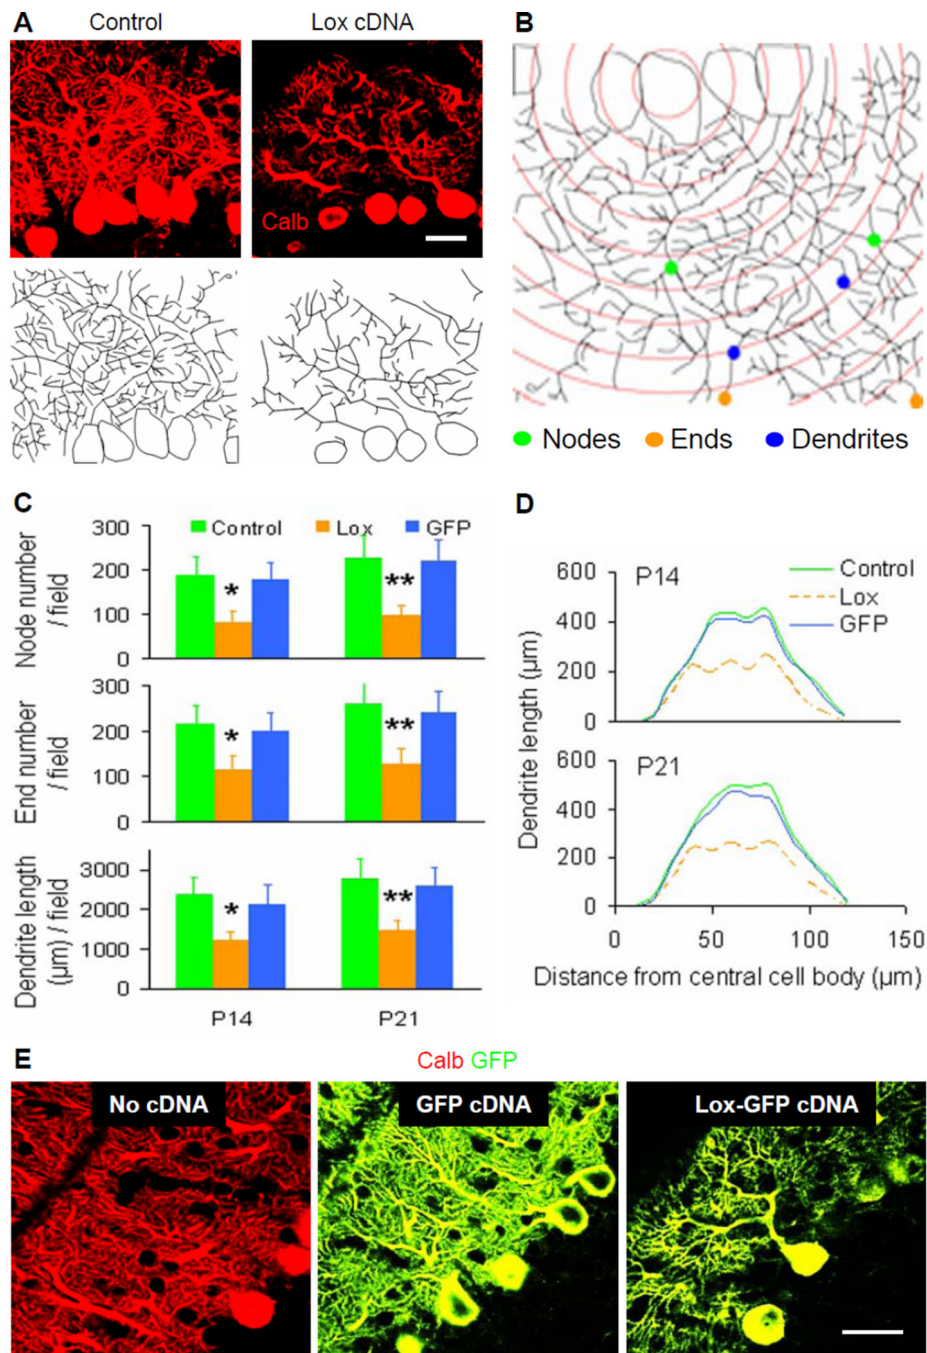 A
Control
Lox cDNA
Calb
B
Nodes
Ends
Dendrites
C
Control
Lox
GFP
Node number
/ field
300
200
100
0
*
**
End number
/ field
300
200
100
0
*
**
Dendrite length
(µm) / field
3000
2000
1000
0
*
**
P14
P21
D
Dendrite length (µm)
P14
Control
Lox
GFP
600
400
200
0
P21
600
400
200
0
0
50
100
150
Distance from central cell body (µm)
E
Calb GFP
No cDNA
GFP cDNA
Lox-GFP cDNA